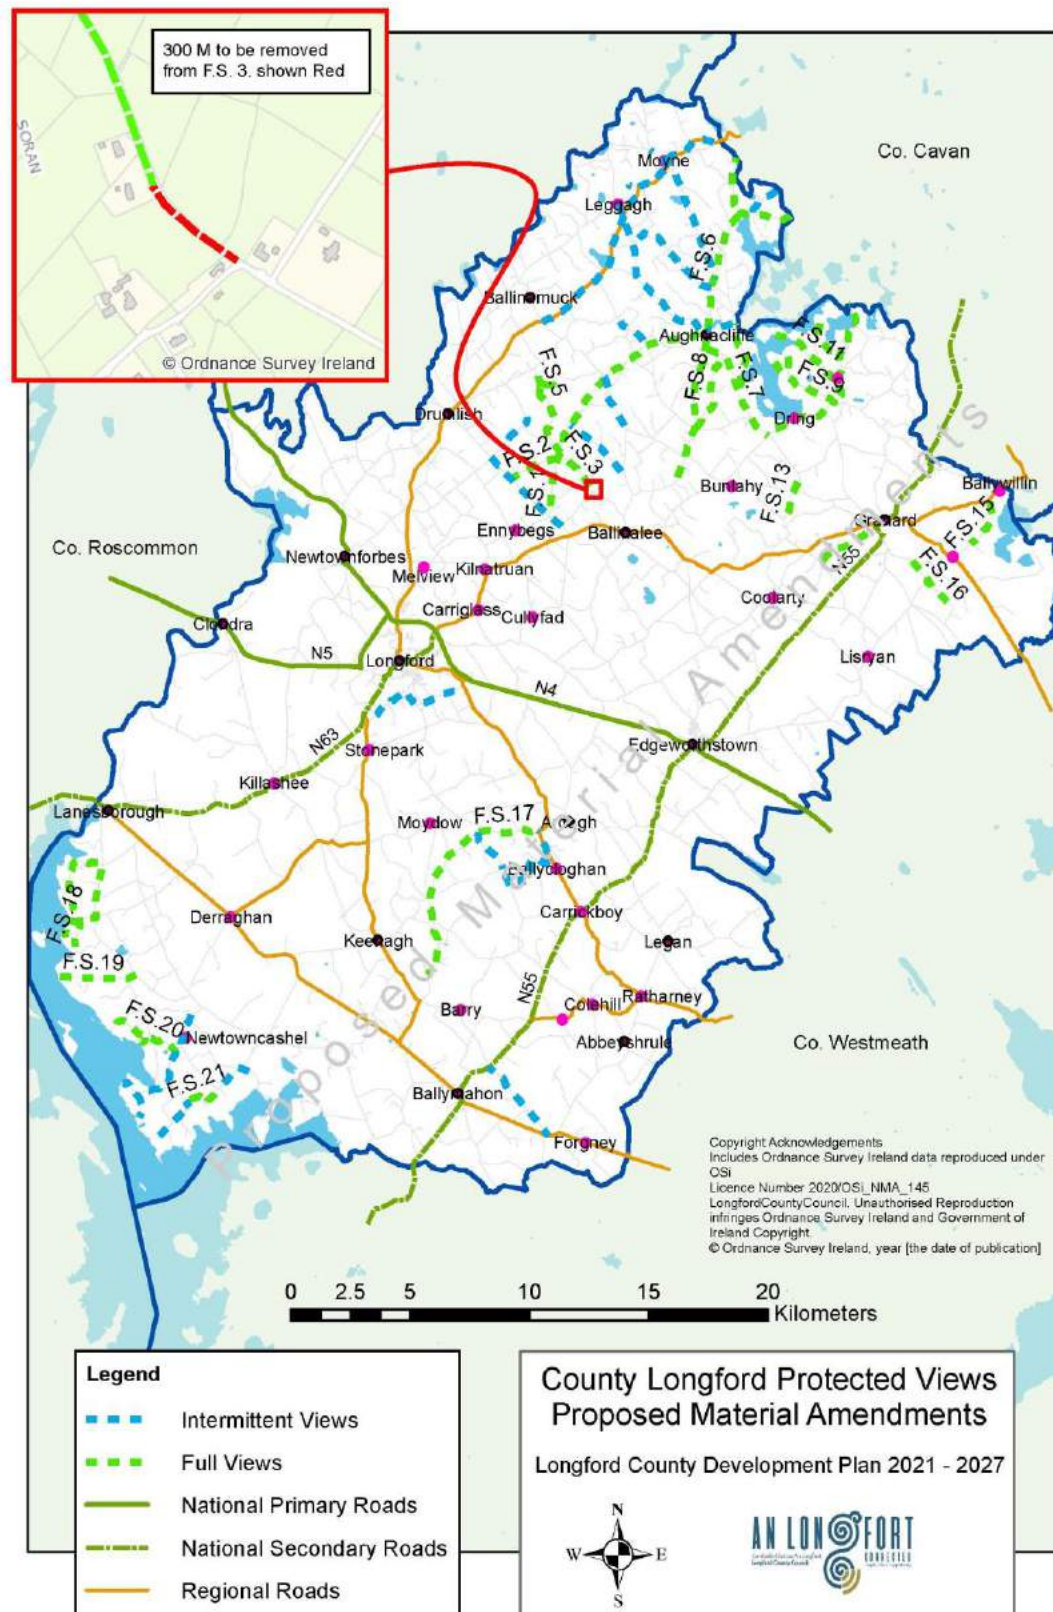 300 M to be removed
from F.S. 3. shown Red
SORAN
© Ordnance Survey Ireland
Co. Cavan
Moyne
Leggagh
F.S.6
Ballinamuck
Aughnacliffe
F.S.11
F.S.5
F.S.8
F.S.7
F.S.9
Drumlish
Dring
F.S.2
F.S.3
F.S.4
Bunlahy
F.S.13
Ballywillin
Granard
F.S.15
Ennybegs
Ballinalee
Co. Roscommon
Newtownforbes
N55
F.S.16
Melview
Kilnatruan
Coolarty
Carriglass
Cullyfad
Clondra
N5
Longford
Lisryan
N4
N63
Stonepark
Edgeworthstown
Killashee
Lanesborough
Moydow
F.S.17
Ardagh
Ballycloghan
F.S.18
Derraghan
Carrickboy
Keenagh
Legan
F.S.19
N55
Barry
Colehill
Ratharney
F.S.20
Newtowncashel
Abbeyshrule
Co. Westmeath
F.S.21
Ballymahon
Forgney
Proposed Material Amendments
Copyright Acknowledgements
Includes Ordnance Survey Ireland data reproduced under
OSi
Licence Number 2020/OSi_NMA_145
LongfordCountyCouncil. Unauthorised Reproduction
infringes Ordnance Survey Ireland and Government of
Ireland Copyright.
© Ordnance Survey Ireland, year [the date of publication]
0 2.5 5 10 15 20
Kilometers
Legend
Intermittent Views
Full Views
National Primary Roads
National Secondary Roads
Regional Roads
County Longford Protected Views
Proposed Material Amendments
Longford County Development Plan 2021 - 2027
N
W E
S
AN LONGFORT
CONNECTED